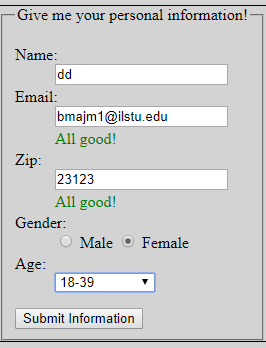 Give me your personal information!
Name:
dd
Email:
bmajm1@ilstu.edu
All good!
Zip:
23123
All good!
Gender:
Male Female
Age:
18-39
Submit Information